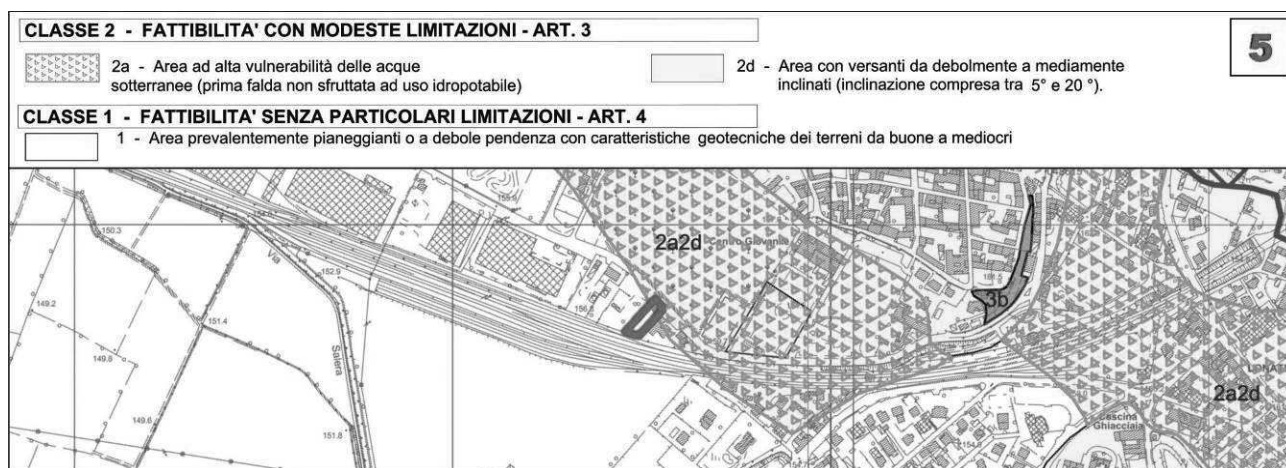 CLASSE 2 - FATTIBILITA' CON MODESTE LIMITAZIONI - ART. 3
5
2a - Area ad alta vulnerabilità delle acque
sotterranee (prima falda non sfruttata ad uso idropotabile)
2d - Area con versanti da debolmente a mediamente
inclinati (inclinazione compresa tra 5° e 20 °).
CLASSE 1 - FATTIBILITA' SENZA PARTICOLARI LIMITAZIONI - ART. 4
1 - Area prevalentemente pianeggianti o a debole pendenza con caratteristiche geotecniche dei terreni da buone a mediocri
150.3
Via
152.9
2a2d
Centro Giovanile
149.2
151.4
3b
149.8
Salera
LONATO
149.6
151.8
2a2d
Cascina
Ghiacciaia